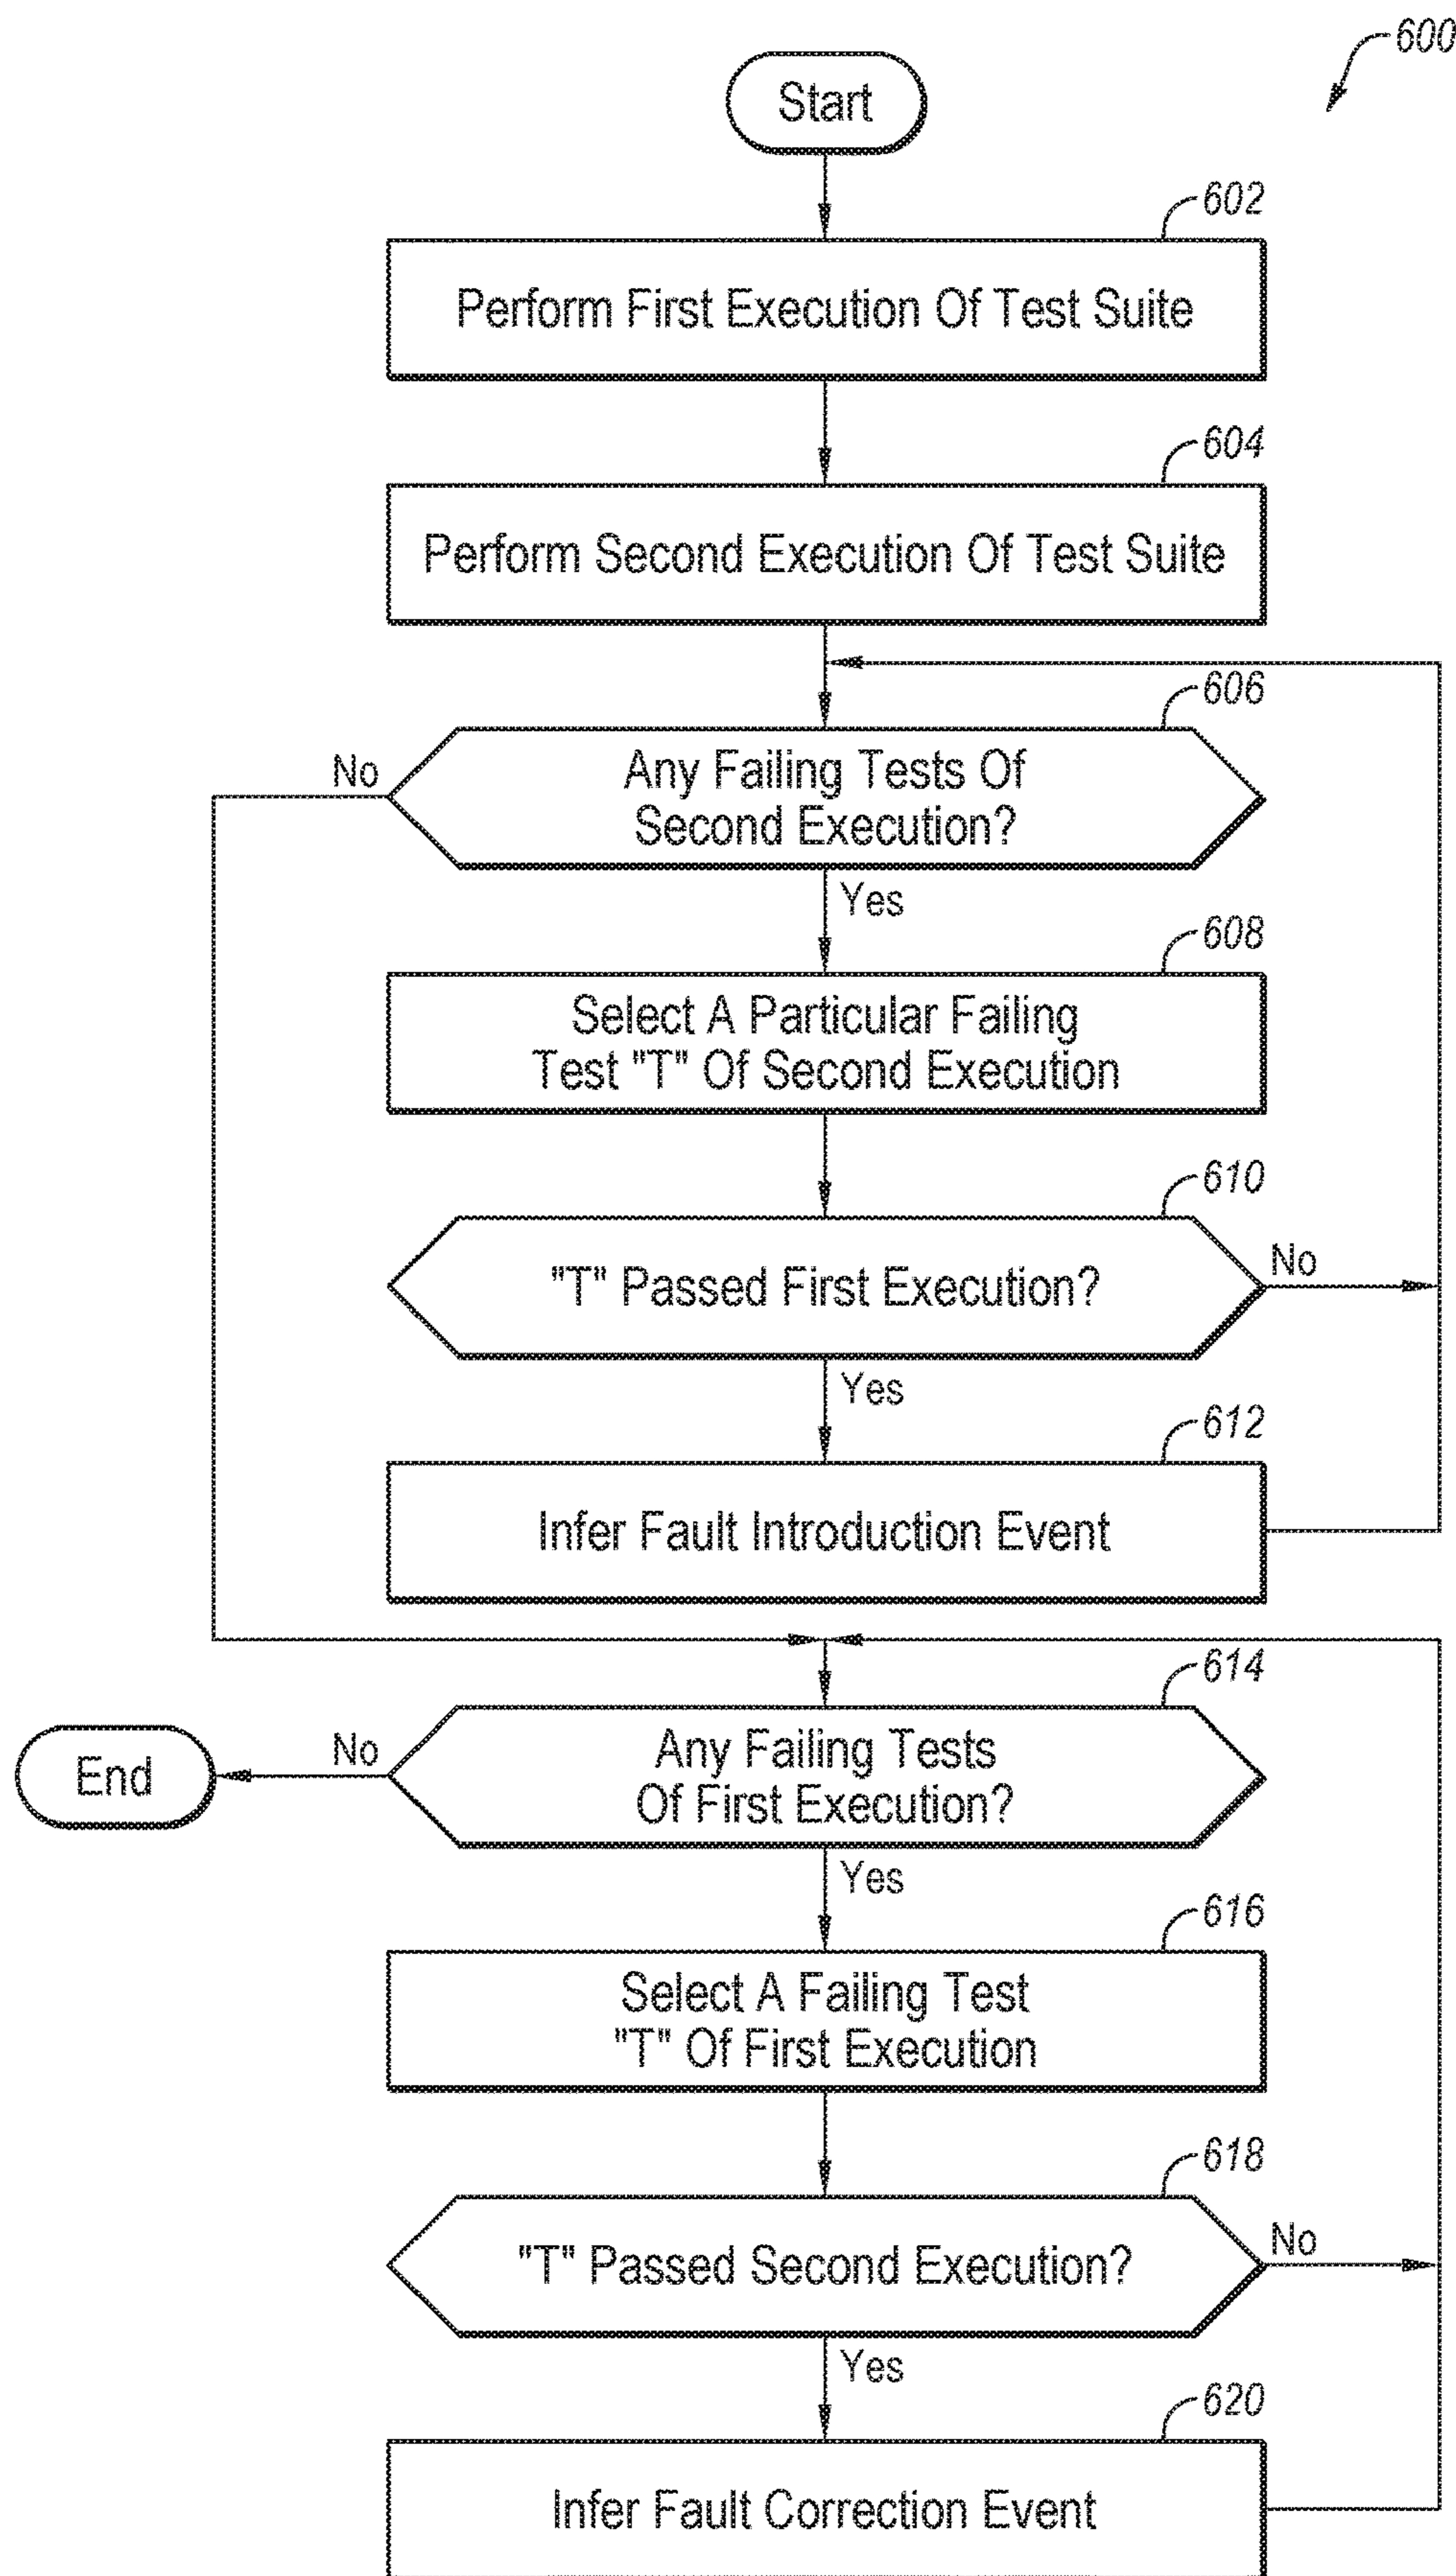 600
Start
602
Perform First Execution Of Test Suite
604
Perform Second Execution Of Test Suite
606
No
Any Failing Tests Of
Second Execution?
Yes
608
Select A Particular Failing
Test "T" Of Second Execution
610
"T" Passed First Execution?
No
Yes
612
Infer Fault Introduction Event
614
End
No
Any Failing Tests
Of First Execution?
Yes
616
Select A Failing Test
"T" Of First Execution
618
"T" Passed Second Execution?
No
Yes
620
Infer Fault Correction Event